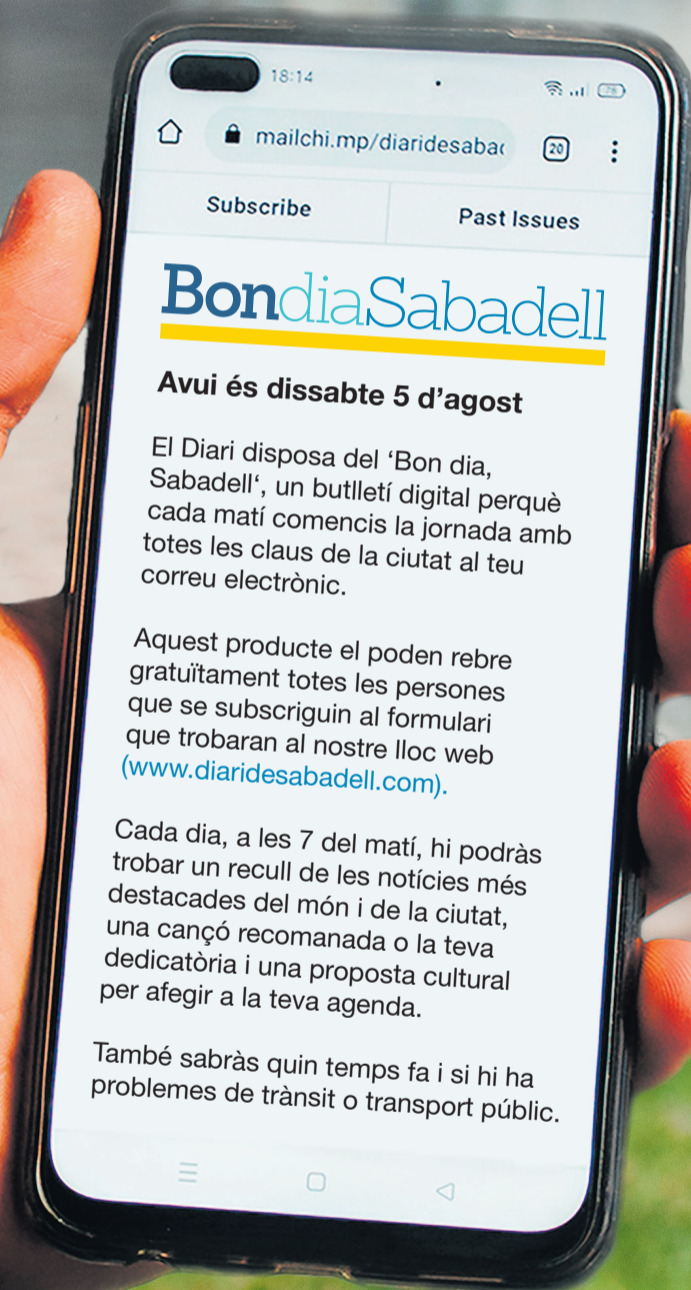 18:14
78
mailchi.mp/diaridesabad
20
Subscribe
Past Issues
BondiaSabadell
Avui és dissabte 5 d’agost
El Diari disposa del ‘Bon dia,
Sabadell‘, un butlletí digital perquè
cada matí comencis la jornada amb
totes les claus de la ciutat al teu
correu electrònic.
Aquest producte el poden rebre
gratuïtament totes les persones
que se subscriguin al formulari
que trobaran al nostre lloc web
(www.diaridesabadell.com).
Cada dia, a les 7 del matí, hi podràs
trobar un recull de les notícies més
destacades del món i de la ciutat,
una cançó recomanada o la teva
dedicatòria i una proposta cultural
per afegir a la teva agenda.
També sabràs quin temps fa i si hi ha
problemes de trànsit o transport públic.